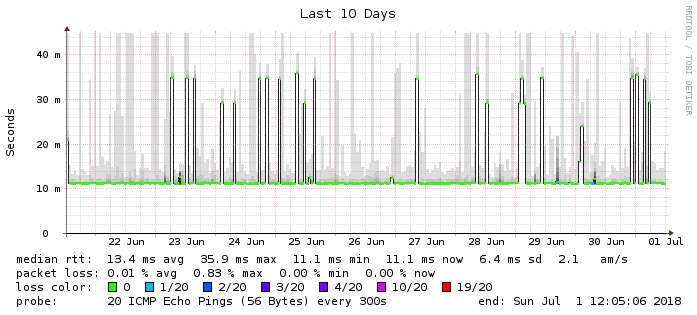 Last 10 Days
RRDTOOL / TOBI OETIKER
Seconds
40 m
30 m
20 m
10 m
0
22 Jun 23 Jun 24 Jun 25 Jun 26 Jun 27 Jun 28 Jun 29 Jun 30 Jun 01 Jul
median rtt: 13.4 ms avg 35.9 ms max 11.1 ms min 11.1 ms now 6.4 ms sd 2.1 am/s
packet loss: 0.01 % avg 0.83 % max 0.00 % min 0.00 % now
loss color: 0 1/20 2/20 3/20 4/20 10/20 19/20
probe: 20 ICMP Echo Pings (56 Bytes) every 300s end: Sun Jul 1 12:05:06 2018